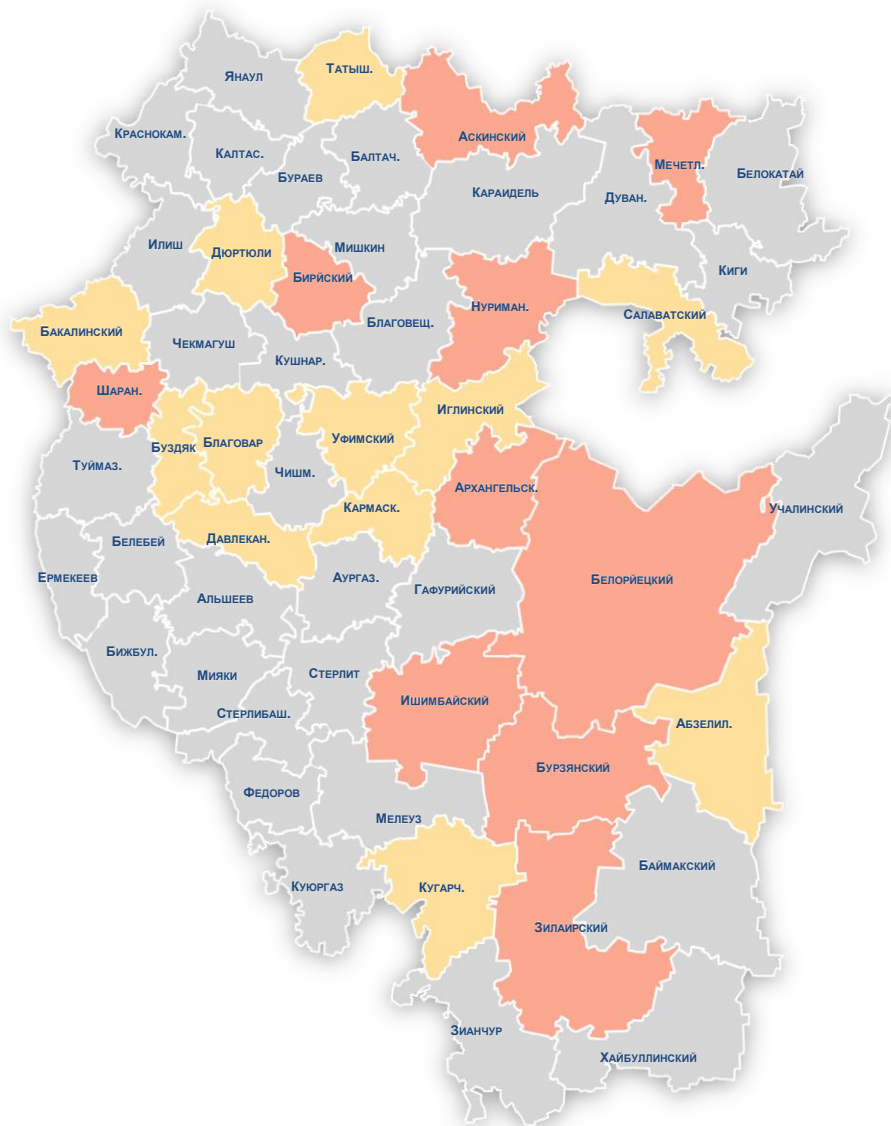 Янаул
Татыш.
Краснокам.
Аскинский
Калтас.
Балтач.
Бураев
Мечетл.
Белокатай
Караидель
Дуван.
Илиш
Дюртюли
Мишкин
Бирйский
Киги
Нуриман.
Салаватский
Благовещ.
Бакалинский
Чекмагуш
Кушнар.
Шаран.
Иглинский
Буздяк
Благовар
Уфимский
Туймаз.
Чишм.
Архангельск.
Кармаск.
Учалинский
Давлекан.
Белебей
Ермекеев
Аургаз.
Гафурийский
Белорйецкий
Альшеев
Бижбул.
Мияки
Стерлит
Ишимбайский
Стерлибаш.
Абзелил.
Бурзянский
Федоров
Мелеуз
Баймакский
Куюргаз
Кугарч.
Зилаирский
Зианчур
Хайбуллинский